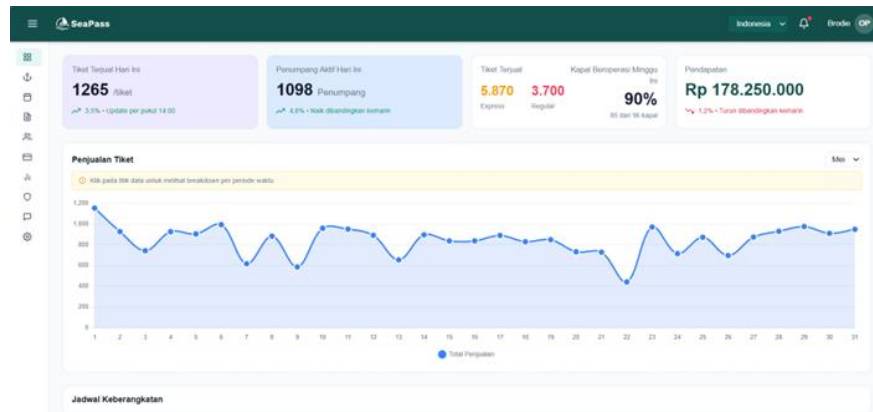 SeaPass
Indonesia
Brodie OP
Tiket Terjual Hari Ini
1265 /tiket
3,5% • Update per pukul 14:00
Penumpang Aktif Hari Ini
1098 Penumpang
4,8% • Naik dibandingkan kemarin
Tiket Terjual
5.870
Express
3.700
Regular
Kapal Beroperasi Minggu
Ini
90%
85 dari 96 kapal
Pendapatan
Rp 178.250.000
1,2% • Turun dibandingkan kemarin
Penjualan Tiket
Mei
Klik pada titik data untuk melihat breakdown per periode waktu
1,200
1,000
800
600
400
200
0
1 2 3 4 5 6 7 8 9 10 11 12 13 14 15 16 17 18 19 20 21 22 23 24 25 26 27 28 29 30 31
Total Penjualan
Jadwal Keberangkatan